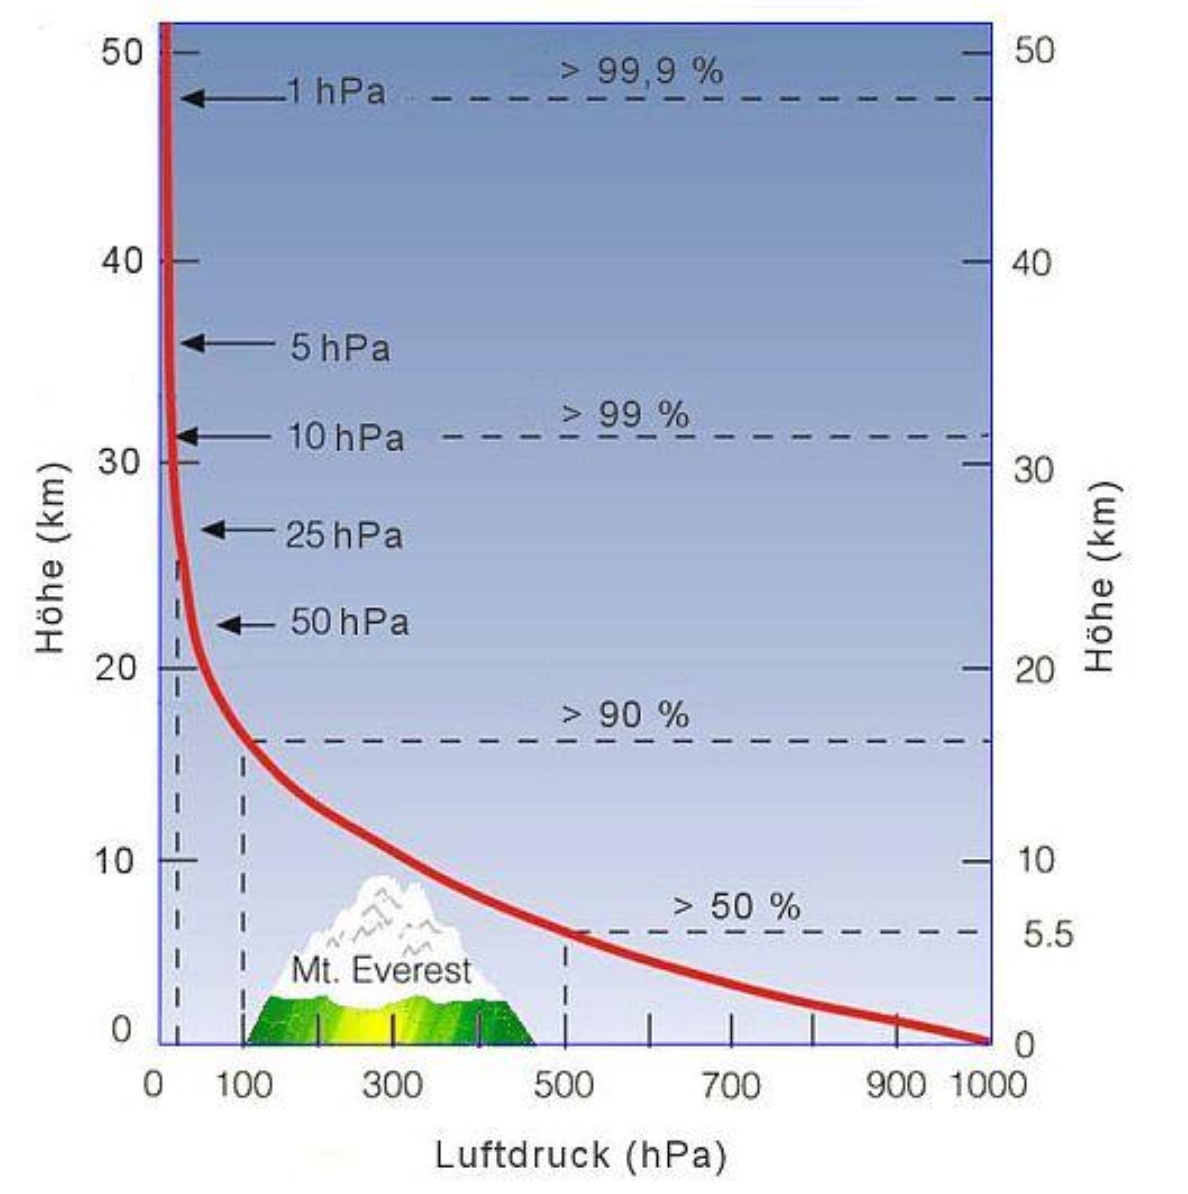 50
50
> 99,9 %
1 hPa
40
40
5 hPa
> 99 %
10 hPa
30
30
25 hPa
Höhe (km)
Höhe (km)
50 hPa
20
20
> 90 %
10
10
> 50 %
5.5
Mt. Everest
0
0
0 100 300 500 700 900 1000
Luftdruck (hPa)